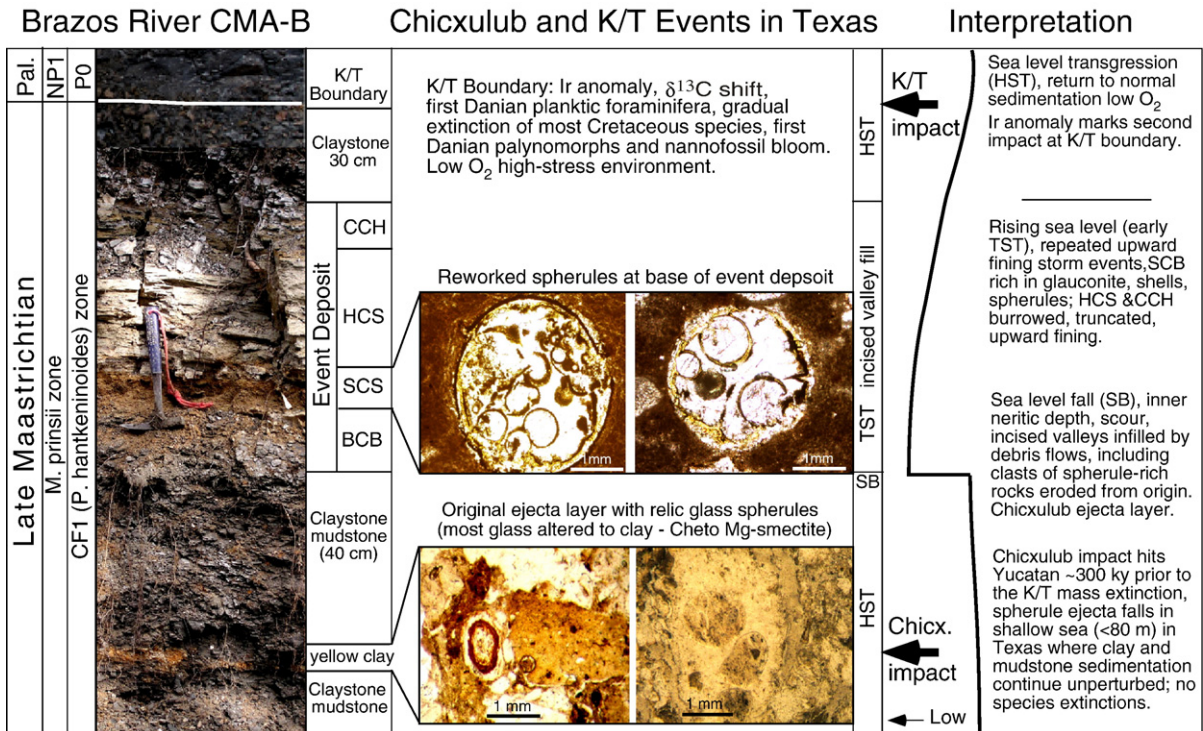 Brazos River CMA-B
Chicxulub and K/T Events in Texas
Interpretation
Pal.
NP1
P0
Late Maastrichtian
M. prinsii zone
CF1 (P. hantkeninoides) zone
K/T
Boundary
Claystone
30 cm
Event Deposit
CCH
HCS
SCS
BCB
Claystone
mudstone
(40 cm)
yellow clay
Claystone
mudstone
K/T Boundary: Ir anomaly, δ¹³C shift,
first Danian planktic foraminifera, gradual
extinction of most Cretaceous species, first
Danian palynomorphs and nannofossil bloom.
Low O₂ high-stress environment.
Reworked spherules at base of event depsoit
1mm
1mm
Original ejecta layer with relic glass spherules
(most glass altered to clay - Cheto Mg-smectite)
1 mm
1 mm
HST
TST incised valley fill
SB
HST
K/T
impact
Chicx.
impact
Low
Sea level transgression
(HST), return to normal
sedimentation low O₂
Ir anomaly marks second
impact at K/T boundary.
Rising sea level (early
TST), repeated upward
fining storm events,SCB
rich in glauconite, shells,
spherules; HCS &CCH
burrowed, truncated,
upward fining.
Sea level fall (SB), inner
neritic depth, scour,
incised valleys infilled by
debris flows, including
clasts of spherule-rich
rocks eroded from origin.
Chicxulub ejecta layer.
Chicxulub impact hits
Yucatan ~300 ky prior to
the K/T mass extinction,
spherule ejecta falls in
shallow sea (<80 m) in
Texas where clay and
mudstone sedimentation
continue unperturbed; no
species extinctions.